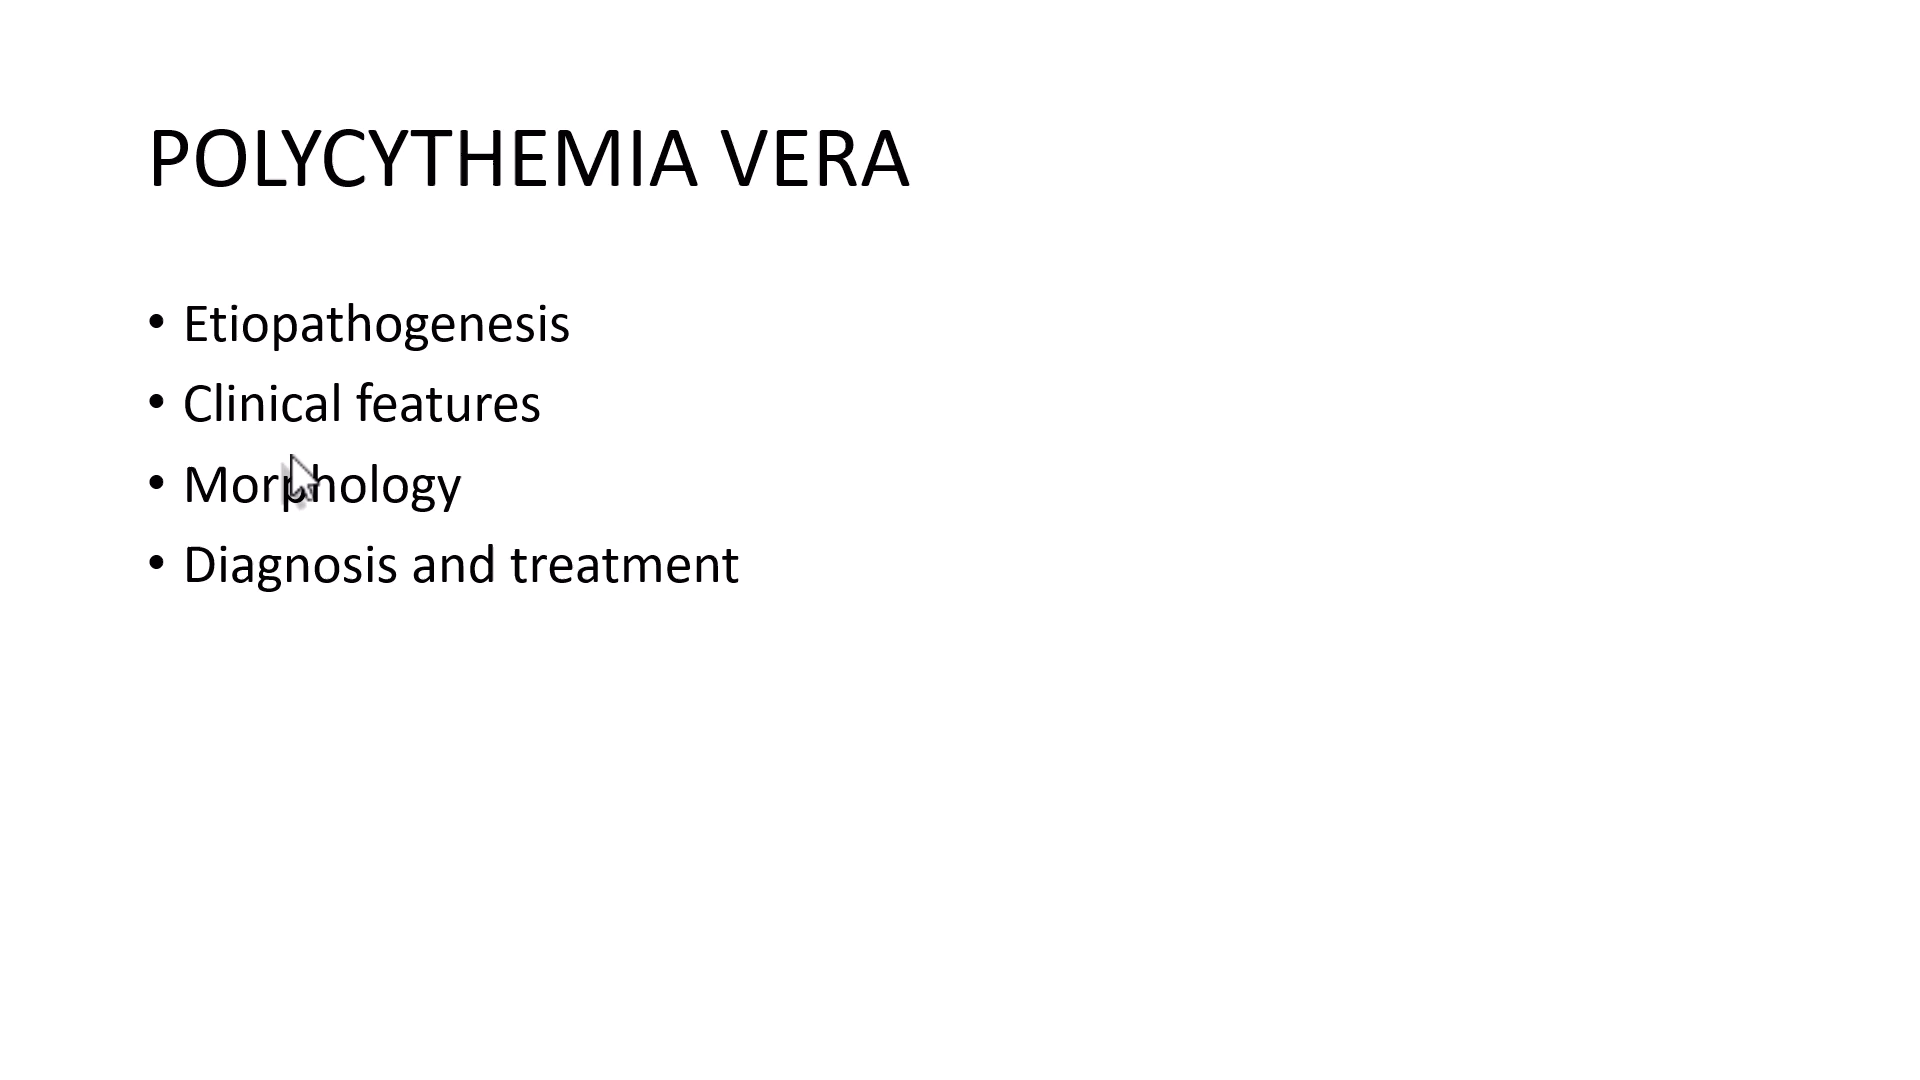 POLYCYTHEMIA VERA
• Etiopathogenesis
• Clinical features
• Morphology
• Diagnosis and treatment